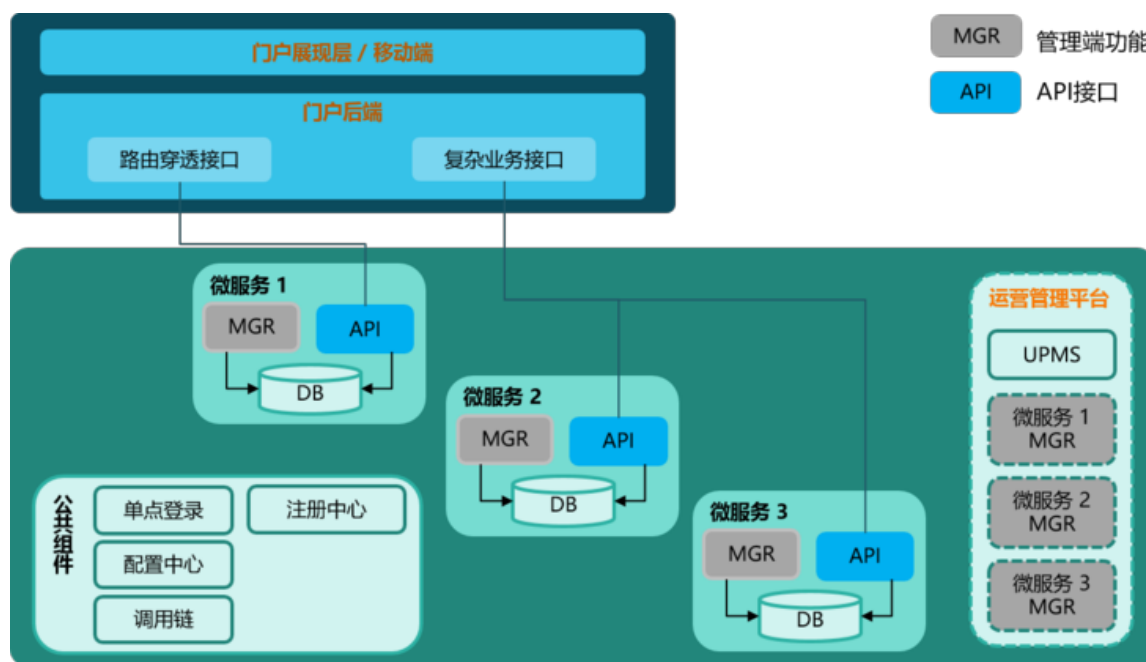 门户展现层 / 移动端
门户后端
路由穿透接口
复杂业务接口
MGR
管理端功能
API
API接口
微服务 1
MGR
API
DB
微服务 2
MGR
API
DB
微服务 3
MGR
API
DB
公共组件
单点登录
注册中心
配置中心
调用链
运营管理平台
UPMS
微服务 1
MGR
微服务 2
MGR
微服务 3
MGR